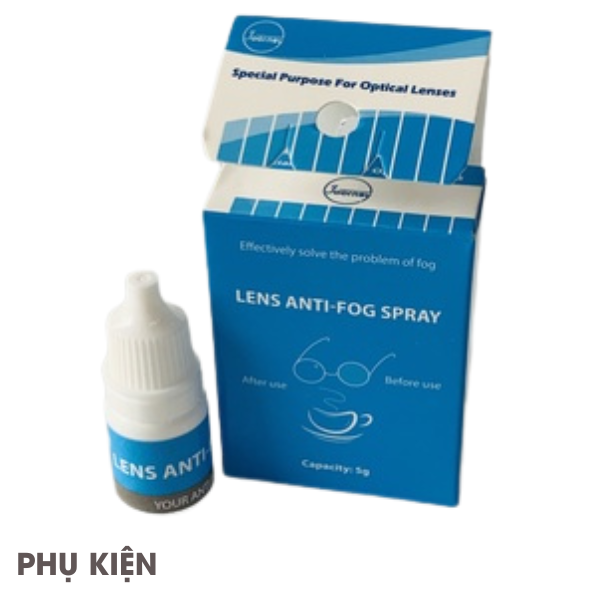 Special Purpose For Optical Lenses
Effectively solve the problem of fog
LENS ANTI-FOG SPRAY
After use
Before use
Capacity: 5g
LENS ANTI-
YOUR
PHỤ KIỆN